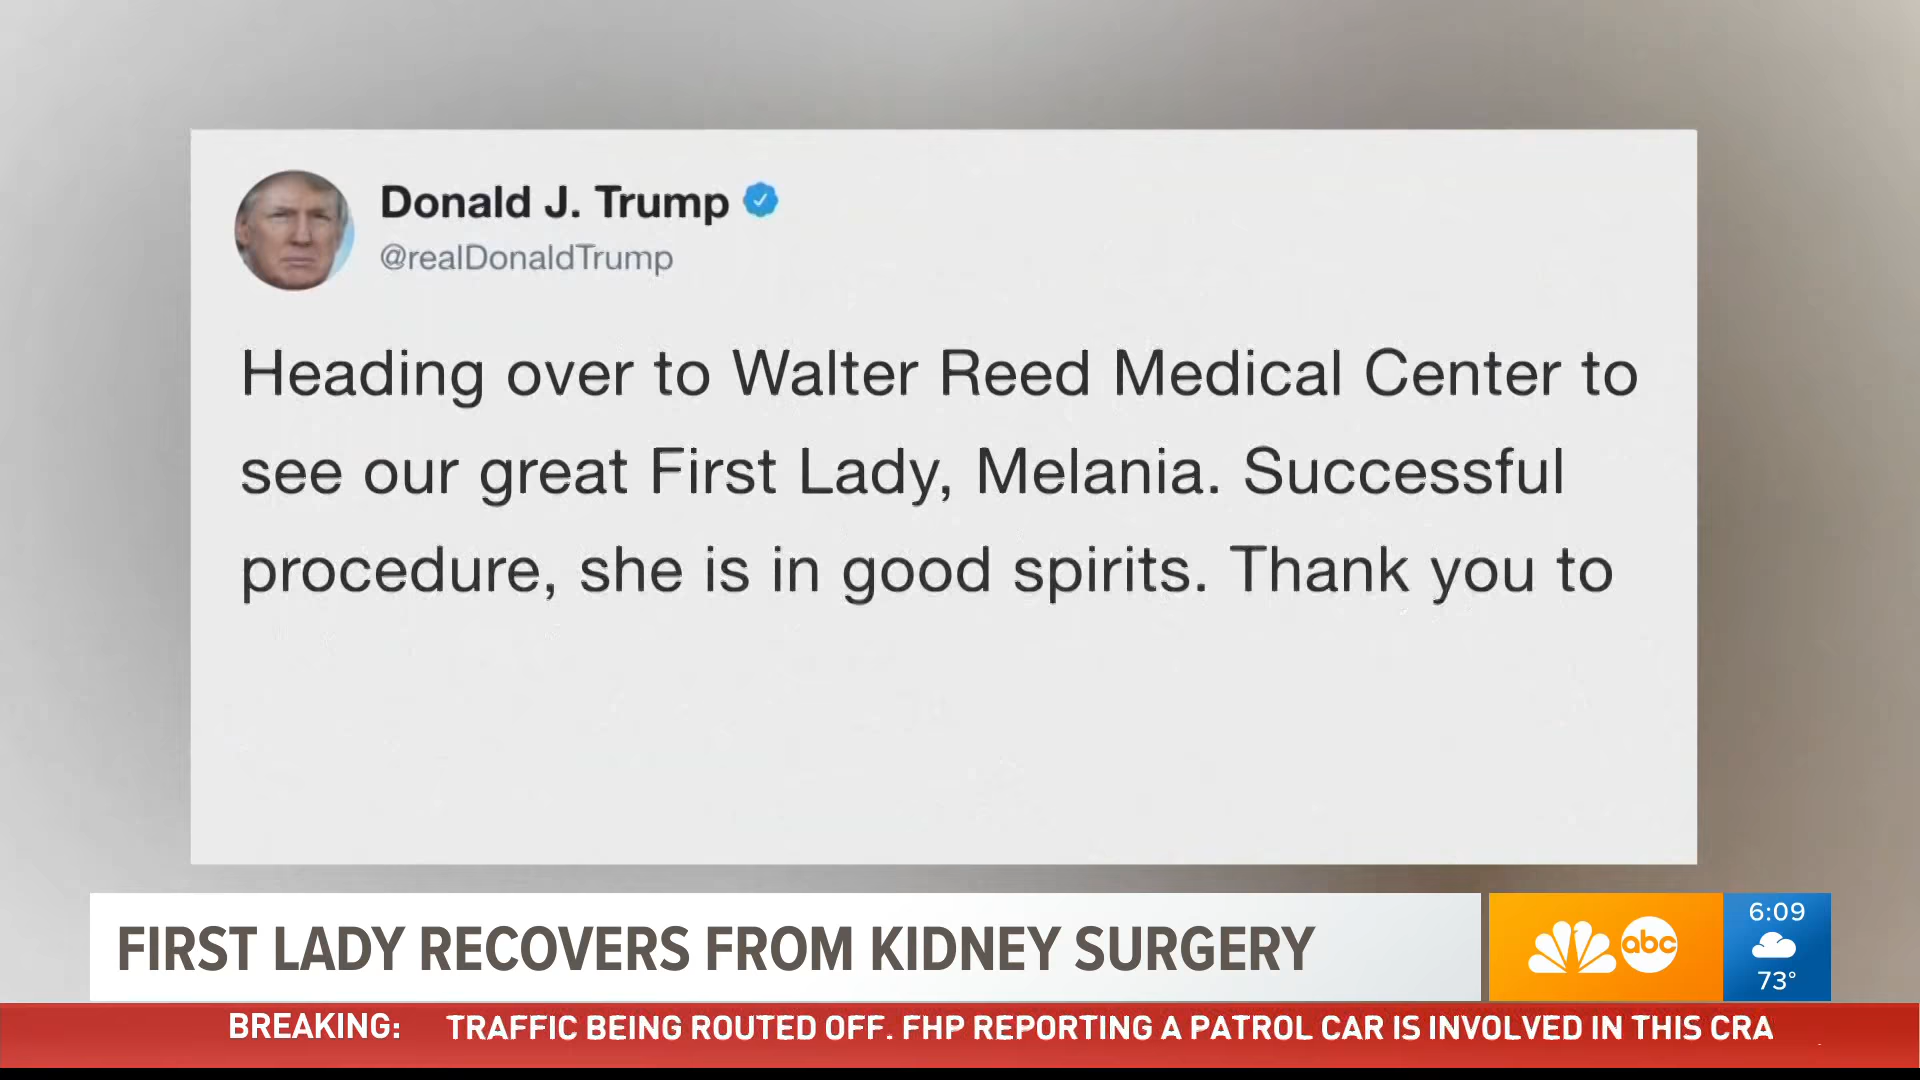 Donald J. Trump
@realDonaldTrump
Heading over to Walter Reed Medical Center to
see our great First Lady, Melania. Successful
procedure, she is in good spirits. Thank you to
FIRST LADY RECOVERS FROM KIDNEY SURGERY
abc
6:09
73°
BREAKING: TRAFFIC BEING ROUTED OFF. FHP REPORTING A PATROL CAR IS INVOLVED IN THIS CRA